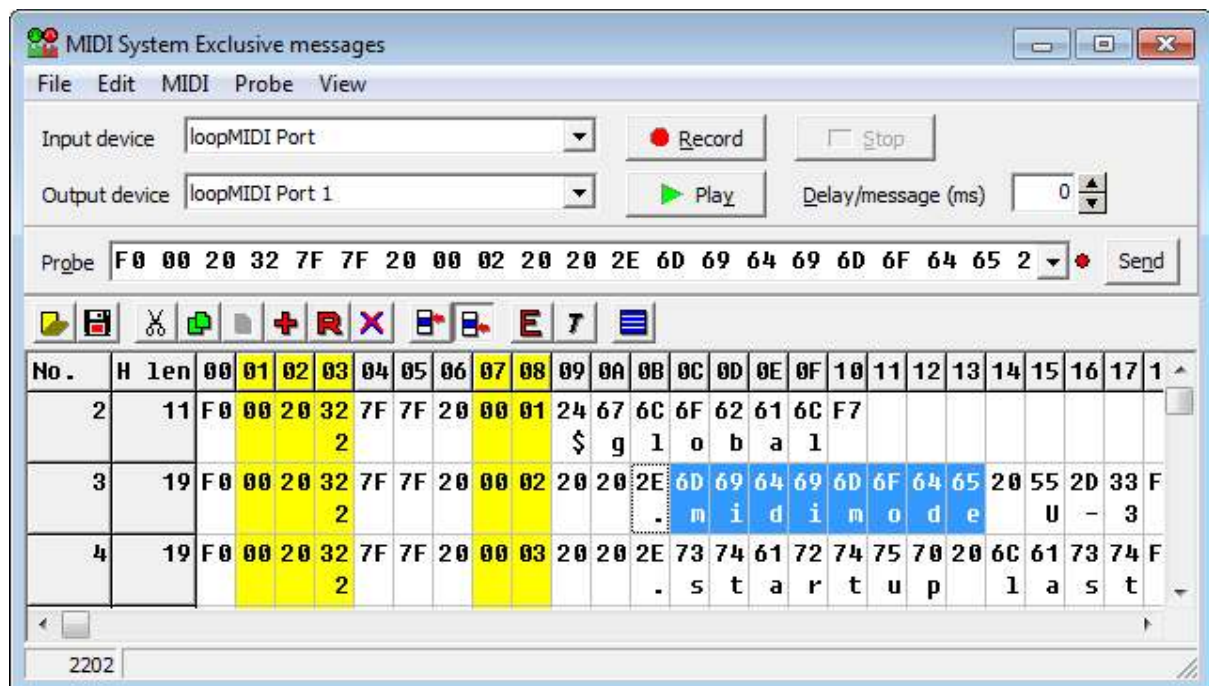 MIDI System Exclusive messages
File Edit MIDI Probe View
Input device loopMIDI Port Record Stop
Output device loopMIDI Port 1 Play Delay/message (ms) 0
Probe F0 00 20 32 7F 7F 20 00 02 20 20 2E 6D 69 64 69 6D 6F 64 65 2 Send
E T
No. H len 00 01 02 03 04 05 06 07 08 09 0A 0B 0C 0D 0E 0F 10 11 12 13 14 15 16 17 1
2 11 F0 00 20 32 7F 7F 20 00 01 24 67 6C 6F 62 61 6C F7
2 $ g l o b a l
3 19 F0 00 20 32 7F 7F 20 00 02 20 20 2E 6D 69 64 69 6D 6F 64 65 20 55 2D 33 F
2 . m i d i m o d e U - 3
4 19 F0 00 20 32 7F 7F 20 00 03 20 20 2E 73 74 61 72 74 75 70 20 6C 61 73 74 F
2 . s t a r t u p l a s t
2202